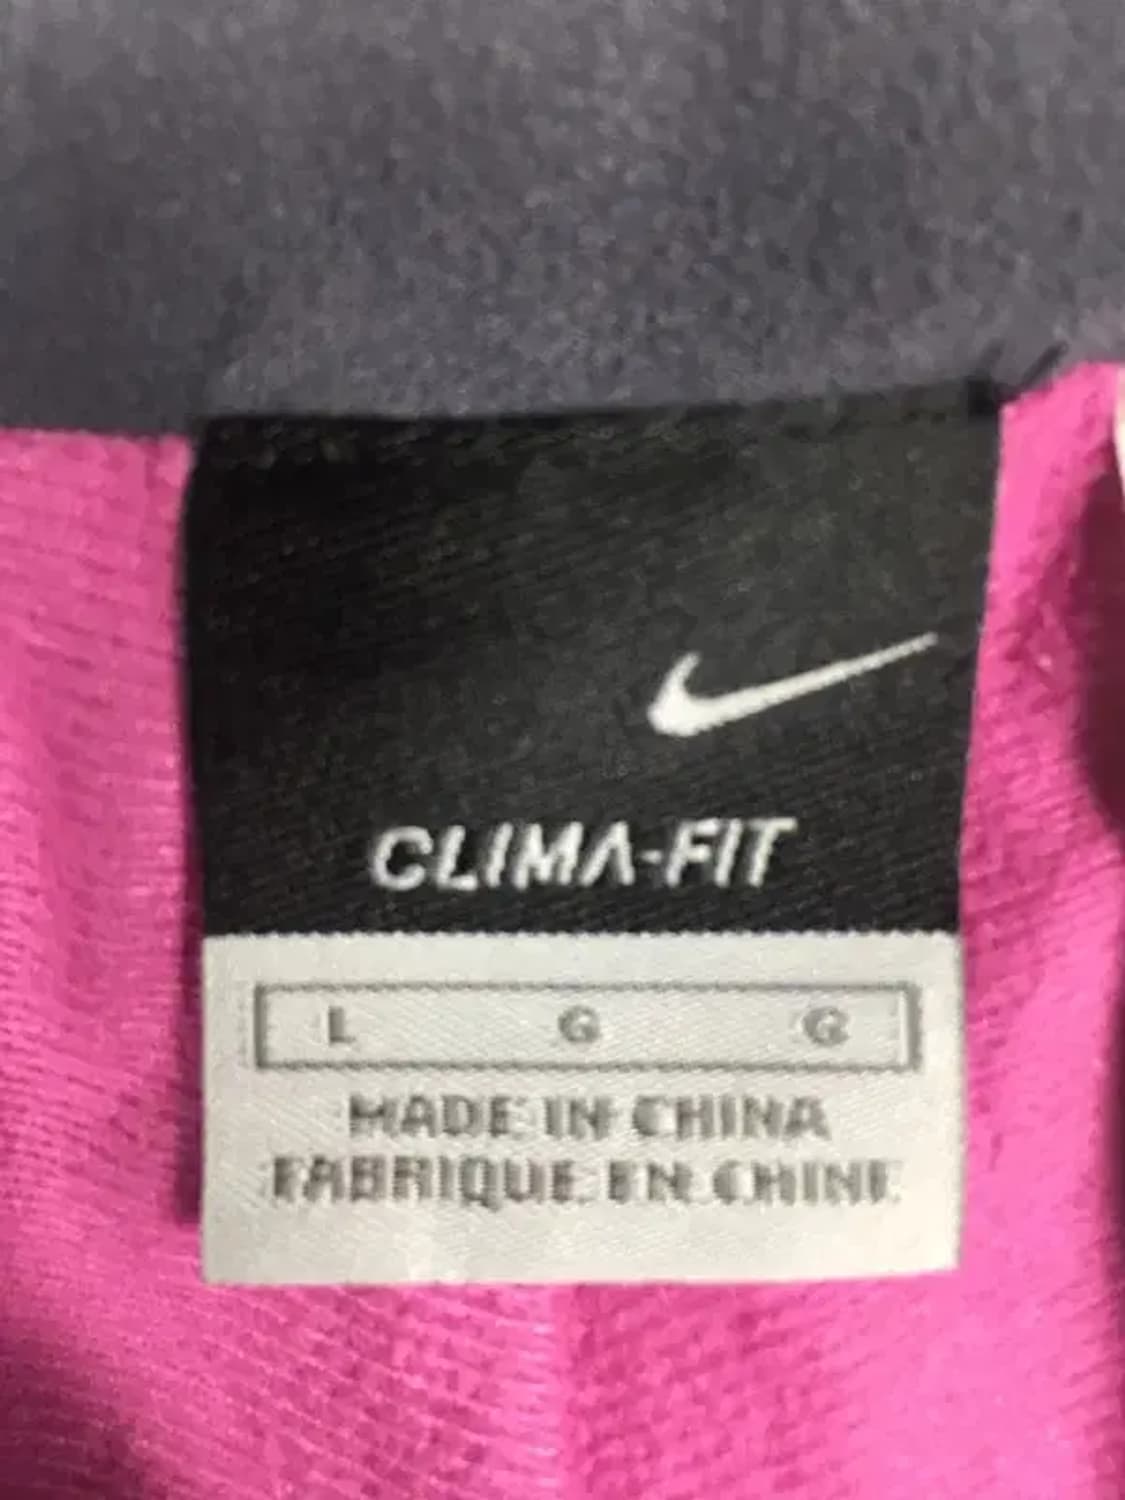 CLIMA-FIT
L G G
MADE IN CHINA
FABRIQUE EN CHINE